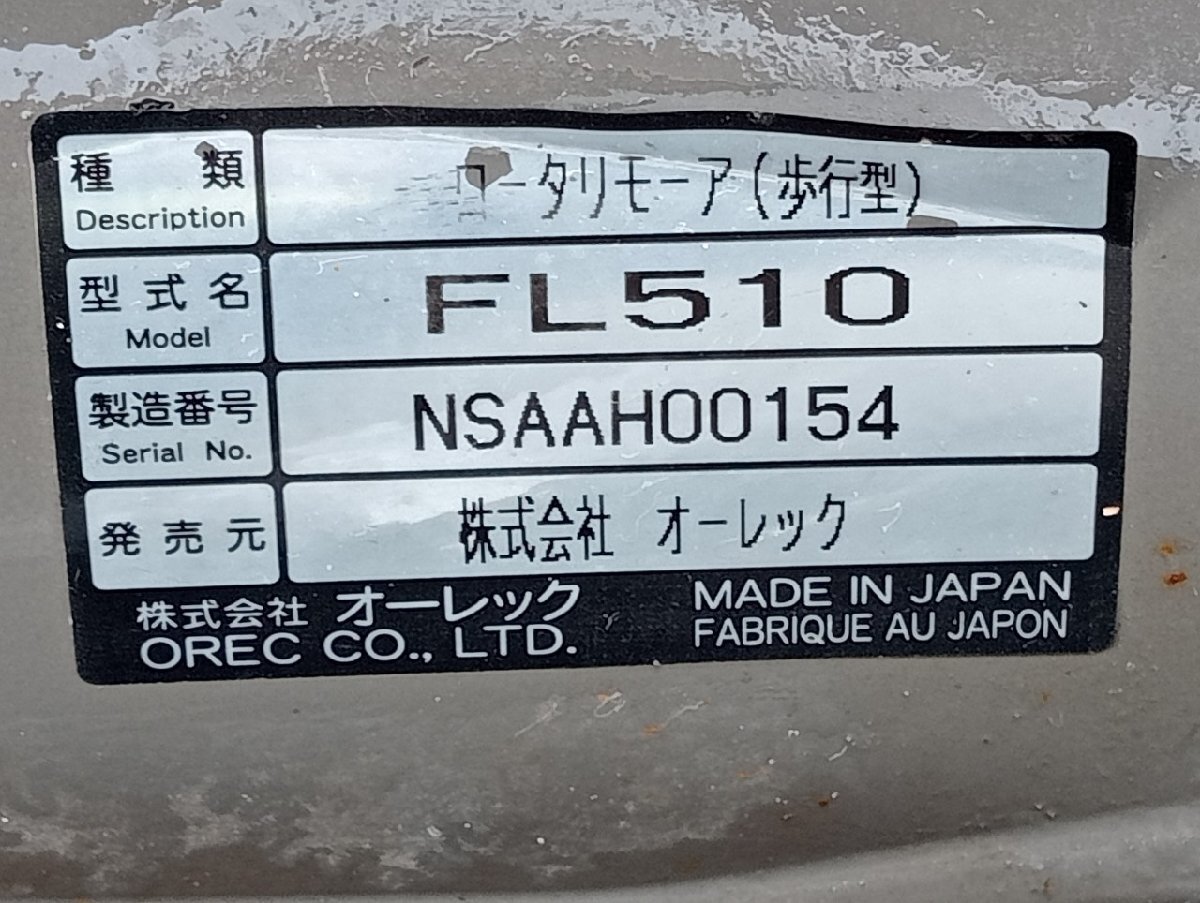 種類 ロータリモーア(歩行型)
Description
型式名 FL510
Model
製造番号 NSAAH00154
Serial No.
発売元 株式会社 オーレック
株式会社 オーレック
OREC CO., LTD.
MADE IN JAPAN
FABRIQUE AU JAPON